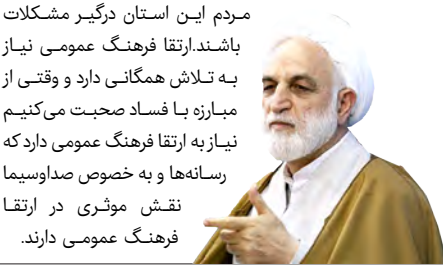 مردم این استان درگیر مشکلات
باشند.ارتقا فرهنگ عمومی نیاز
به تلاش همگانی دارد و وقتی از
مبارزه با فساد صحبت می‌کنیم
نیاز به ارتقا فرهنگ عمومی دارد که
رسانه‌ها و به خصوص صداوسیما
نقش موثری در ارتقا
فرهنگ عمومی دارند.